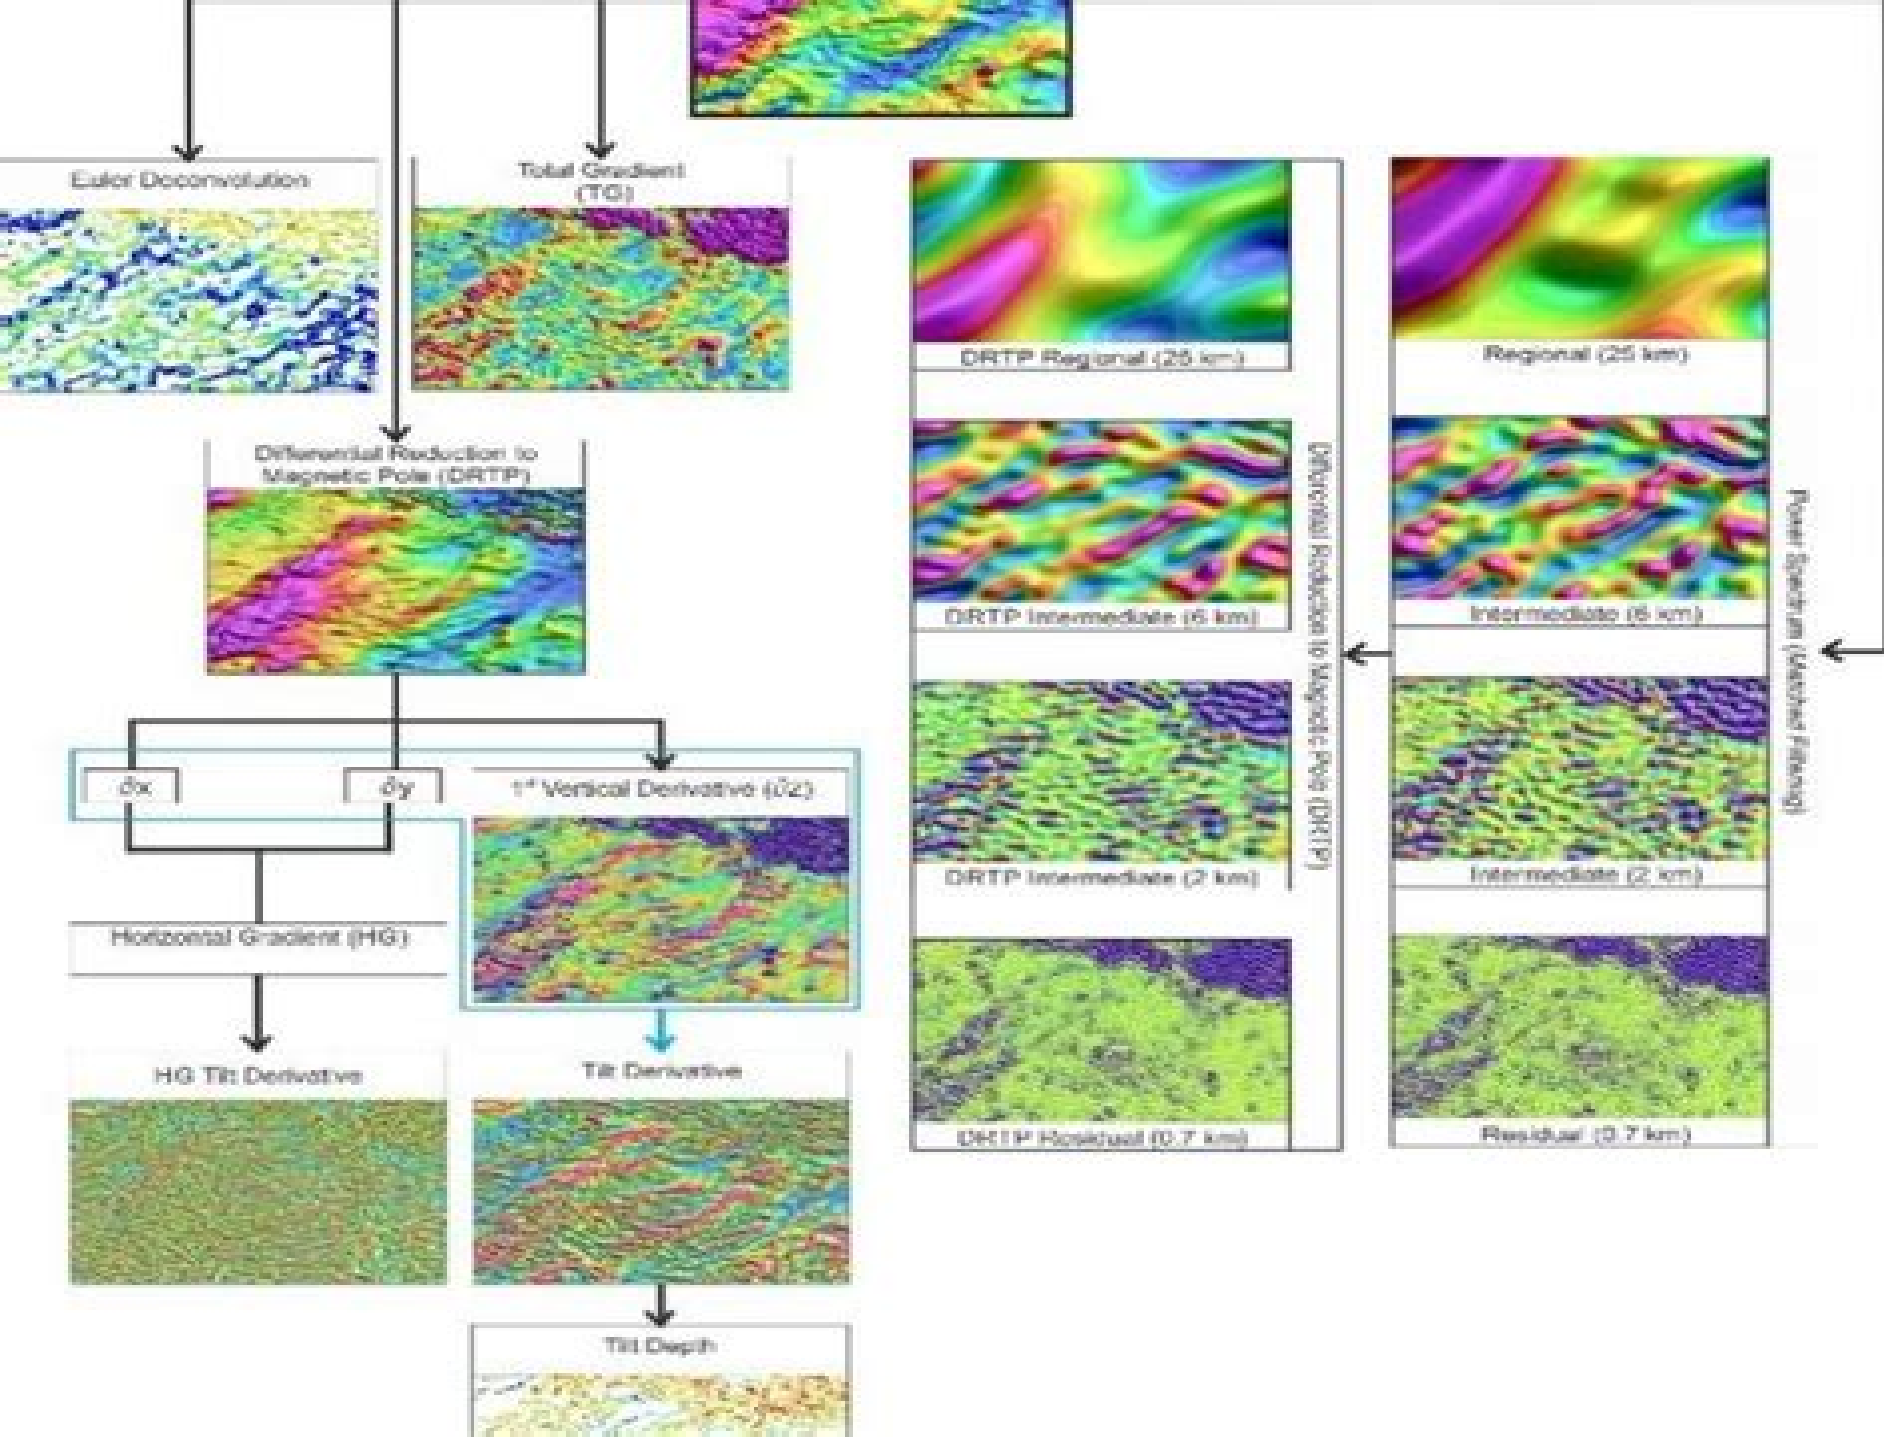 Euler Deconvolution
Total Gradient
(TG)
Differential Reduction to
Magnetic Pole (DRTP)
∂x
∂y
1st Vertical Derivative (∂z)
Horizontal Gradient (HG)
HG Tilt Derivative
Tilt Derivative
Tilt Depth
DRTP Regional (25 km)
DRTP Intermediate (6 km)
DRTP Intermediate (2 km)
DRTP Residual (0.7 km)
Differential Reduction to Magnetic Pole (DRTP)
Regional (25 km)
Intermediate (6 km)
Intermediate (2 km)
Residual (0.7 km)
Power Spectrum (Matched Filtering)